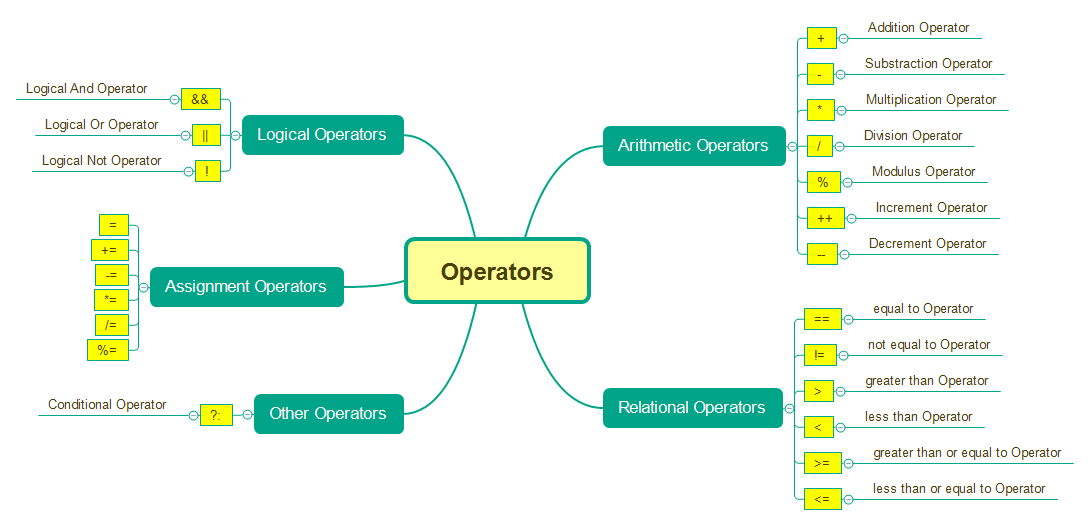 Operators
Logical Operators
&&
Logical And Operator
||
Logical Or Operator
!
Logical Not Operator
Assignment Operators
=
+=
-=
*=
/=
%=
Other Operators
?:
Conditional Operator
Arithmetic Operators
+
Addition Operator
-
Substraction Operator
*
Multiplication Operator
/
Division Operator
%
Modulus Operator
++
Increment Operator
--
Decrement Operator
Relational Operators
==
equal to Operator
!=
not equal to Operator
>
greater than Operator
<
less than Operator
>=
greater than or equal to Operator
<=
less than or equal to Operator